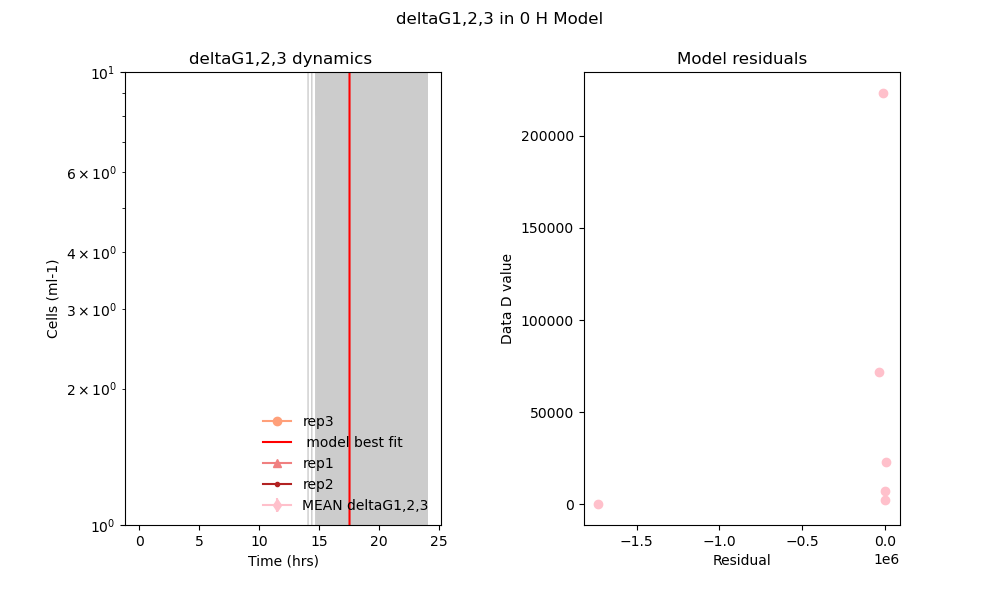 deltaG1,2,3 in 0 H Model
deltaG1,2,3 dynamics
Cells (ml-1)
10¹
6 × 10⁰
4 × 10⁰
3 × 10⁰
2 × 10⁰
10⁰
rep3
model best fit
rep1
rep2
MEAN deltaG1,2,3
0 5 10 15 20 25
Time (hrs)
Model residuals
Data D value
200000
150000
100000
50000
0
−1.5 −1.0 −0.5 0.0
1e6
Residual